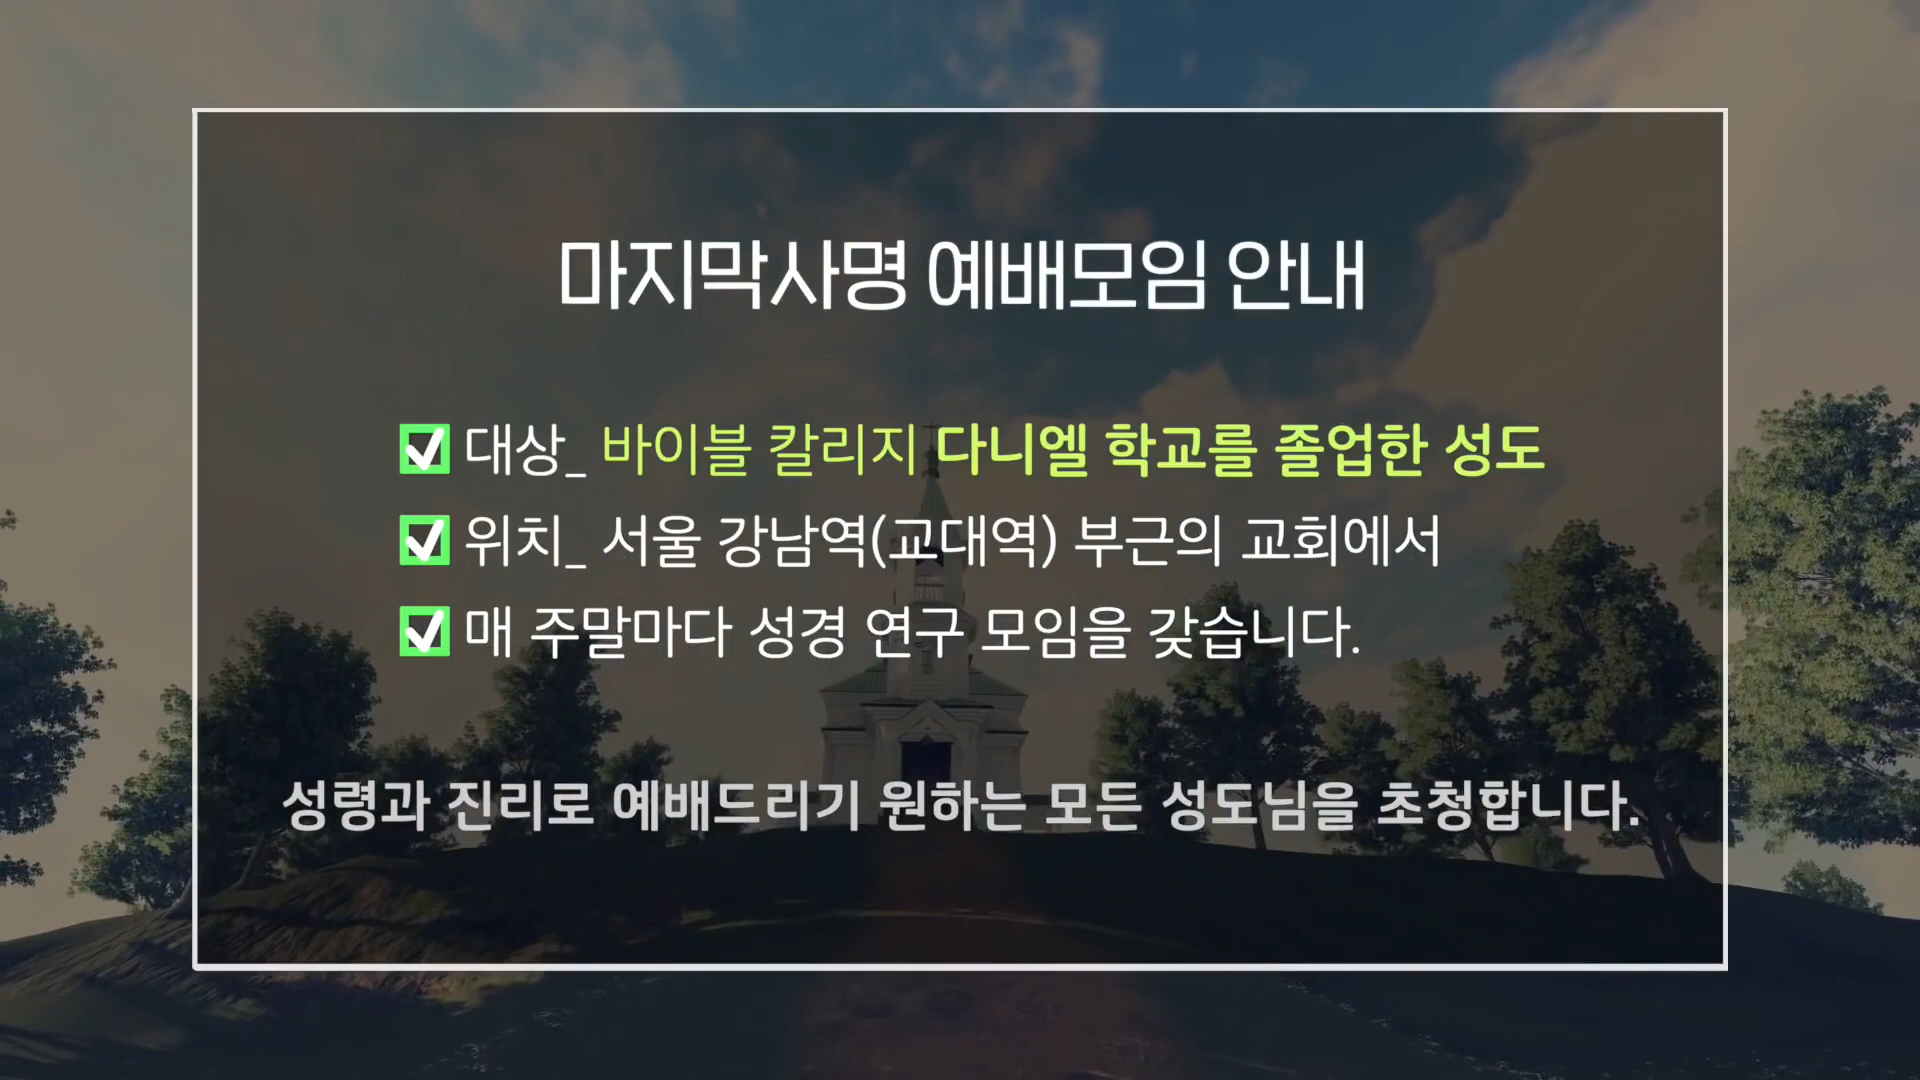 마지막사명 예배모임 안내
✅ 대상_ 바이블 칼리지 다니엘 학교를 졸업한 성도
✅ 위치_ 서울 강남역(교대역) 부근의 교회에서
✅ 매 주말마다 성경 연구 모임을 갖습니다.
성령과 진리로 예배드리기 원하는 모든 성도님을 초청합니다.